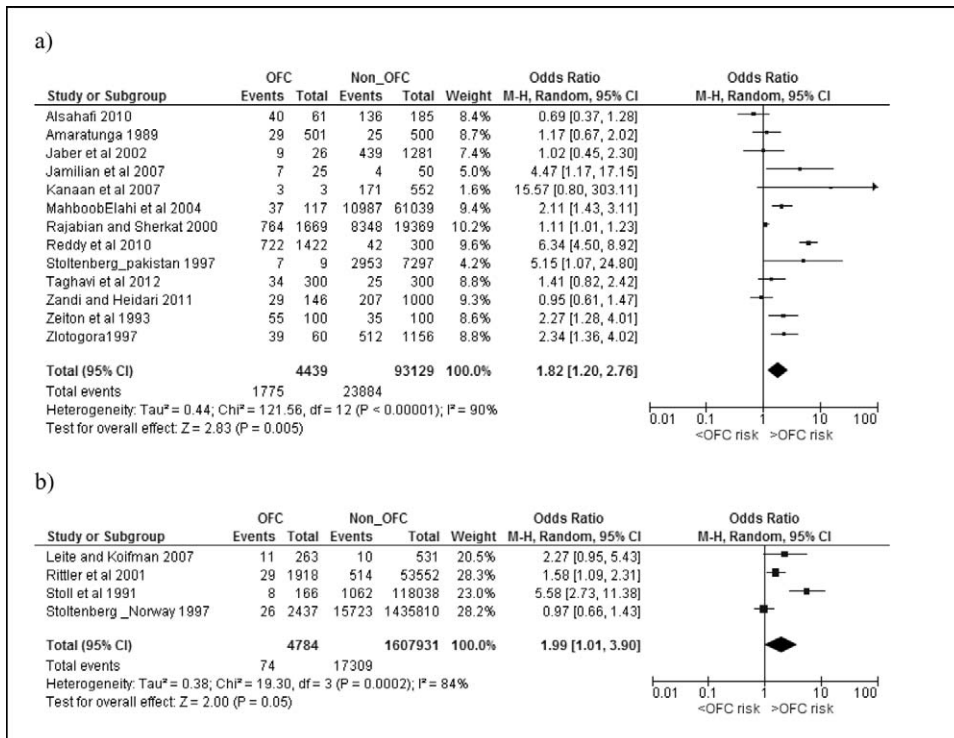 a)
OFC Non_OFC Odds Ratio Odds Ratio
Study or Subgroup Events Total Events Total Weight M-H, Random, 95% CI M-H, Random, 95% CI
Alsahafi 2010 40 61 136 185 8.4% 0.69 [0.37, 1.28]
Amaratunga 1989 29 501 25 500 8.7% 1.17 [0.67, 2.02]
Jaber et al 2002 9 26 439 1281 7.4% 1.02 [0.45, 2.30]
Jamilian et al 2007 7 25 4 50 5.0% 4.47 [1.17, 17.15]
Kanaan et al 2007 3 3 171 552 1.6% 15.57 [0.80, 303.11]
MahboobElahi et al 2004 37 117 10987 61039 9.4% 2.11 [1.43, 3.11]
Rajabian and Sherkat 2000 764 1669 8348 19369 10.2% 1.11 [1.01, 1.23]
Reddy et al 2010 722 1422 42 300 9.6% 6.34 [4.50, 8.92]
Stoltenberg_pakistan 1997 7 9 2953 7297 4.2% 5.15 [1.07, 24.80]
Taghavi et al 2012 34 300 25 300 8.8% 1.41 [0.82, 2.42]
Zandi and Heidari 2011 29 146 207 1000 9.3% 0.95 [0.61, 1.47]
Zeiton et al 1993 55 100 35 100 8.6% 2.27 [1.28, 4.01]
Zlotogora1997 39 60 512 1156 8.8% 2.34 [1.36, 4.02]
Total (95% CI) 4439 93129 100.0% 1.82 [1.20, 2.76]
Total events 1775 23884
Heterogeneity: Tau² = 0.44; Chi² = 121.56, df = 12 (P < 0.00001); I² = 90%
Test for overall effect: Z = 2.83 (P = 0.005)
0.01 0.1 1 10 100
<OFC risk >OFC risk
b)
OFC Non_OFC Odds Ratio Odds Ratio
Study or Subgroup Events Total Events Total Weight M-H, Random, 95% CI M-H, Random, 95% CI
Leite and Koifman 2007 11 263 10 531 20.5% 2.27 [0.95, 5.43]
Rittler et al 2001 29 1918 514 53552 28.3% 1.58 [1.09, 2.31]
Stoll et al 1991 8 166 1062 118038 23.0% 5.58 [2.73, 11.38]
Stoltenberg _Norway 1997 26 2437 15723 1435810 28.2% 0.97 [0.66, 1.43]
Total (95% CI) 4784 1607931 100.0% 1.99 [1.01, 3.90]
Total events 74 17309
Heterogeneity: Tau² = 0.38; Chi² = 19.30, df = 3 (P = 0.0002); I² = 84%
Test for overall effect: Z = 2.00 (P = 0.05)
0.01 0.1 1 10 100
<OFC risk >OFC risk